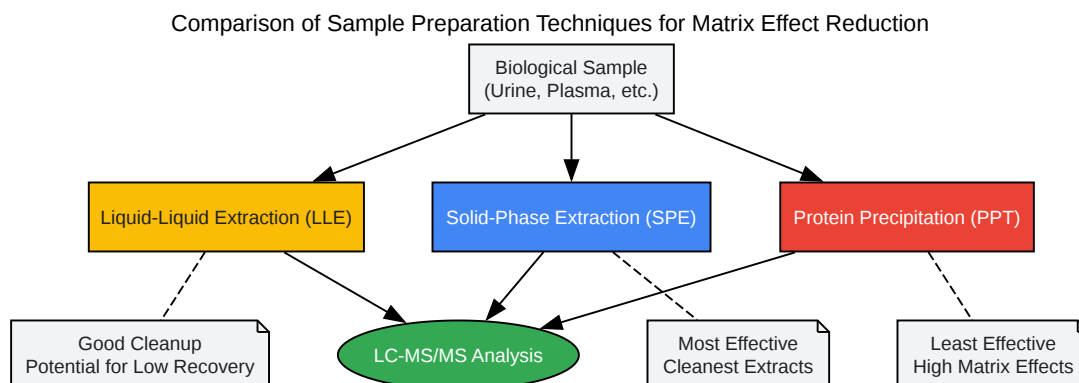 Comparison of Sample Preparation Techniques for Matrix Effect Reduction
Biological Sample
(Urine, Plasma, etc.)
Liquid-Liquid Extraction (LLE)
Solid-Phase Extraction (SPE)
Protein Precipitation (PPT)
Good Cleanup
Potential for Low Recovery
LC-MS/MS Analysis
Most Effective
Cleanest Extracts
Least Effective
High Matrix Effects